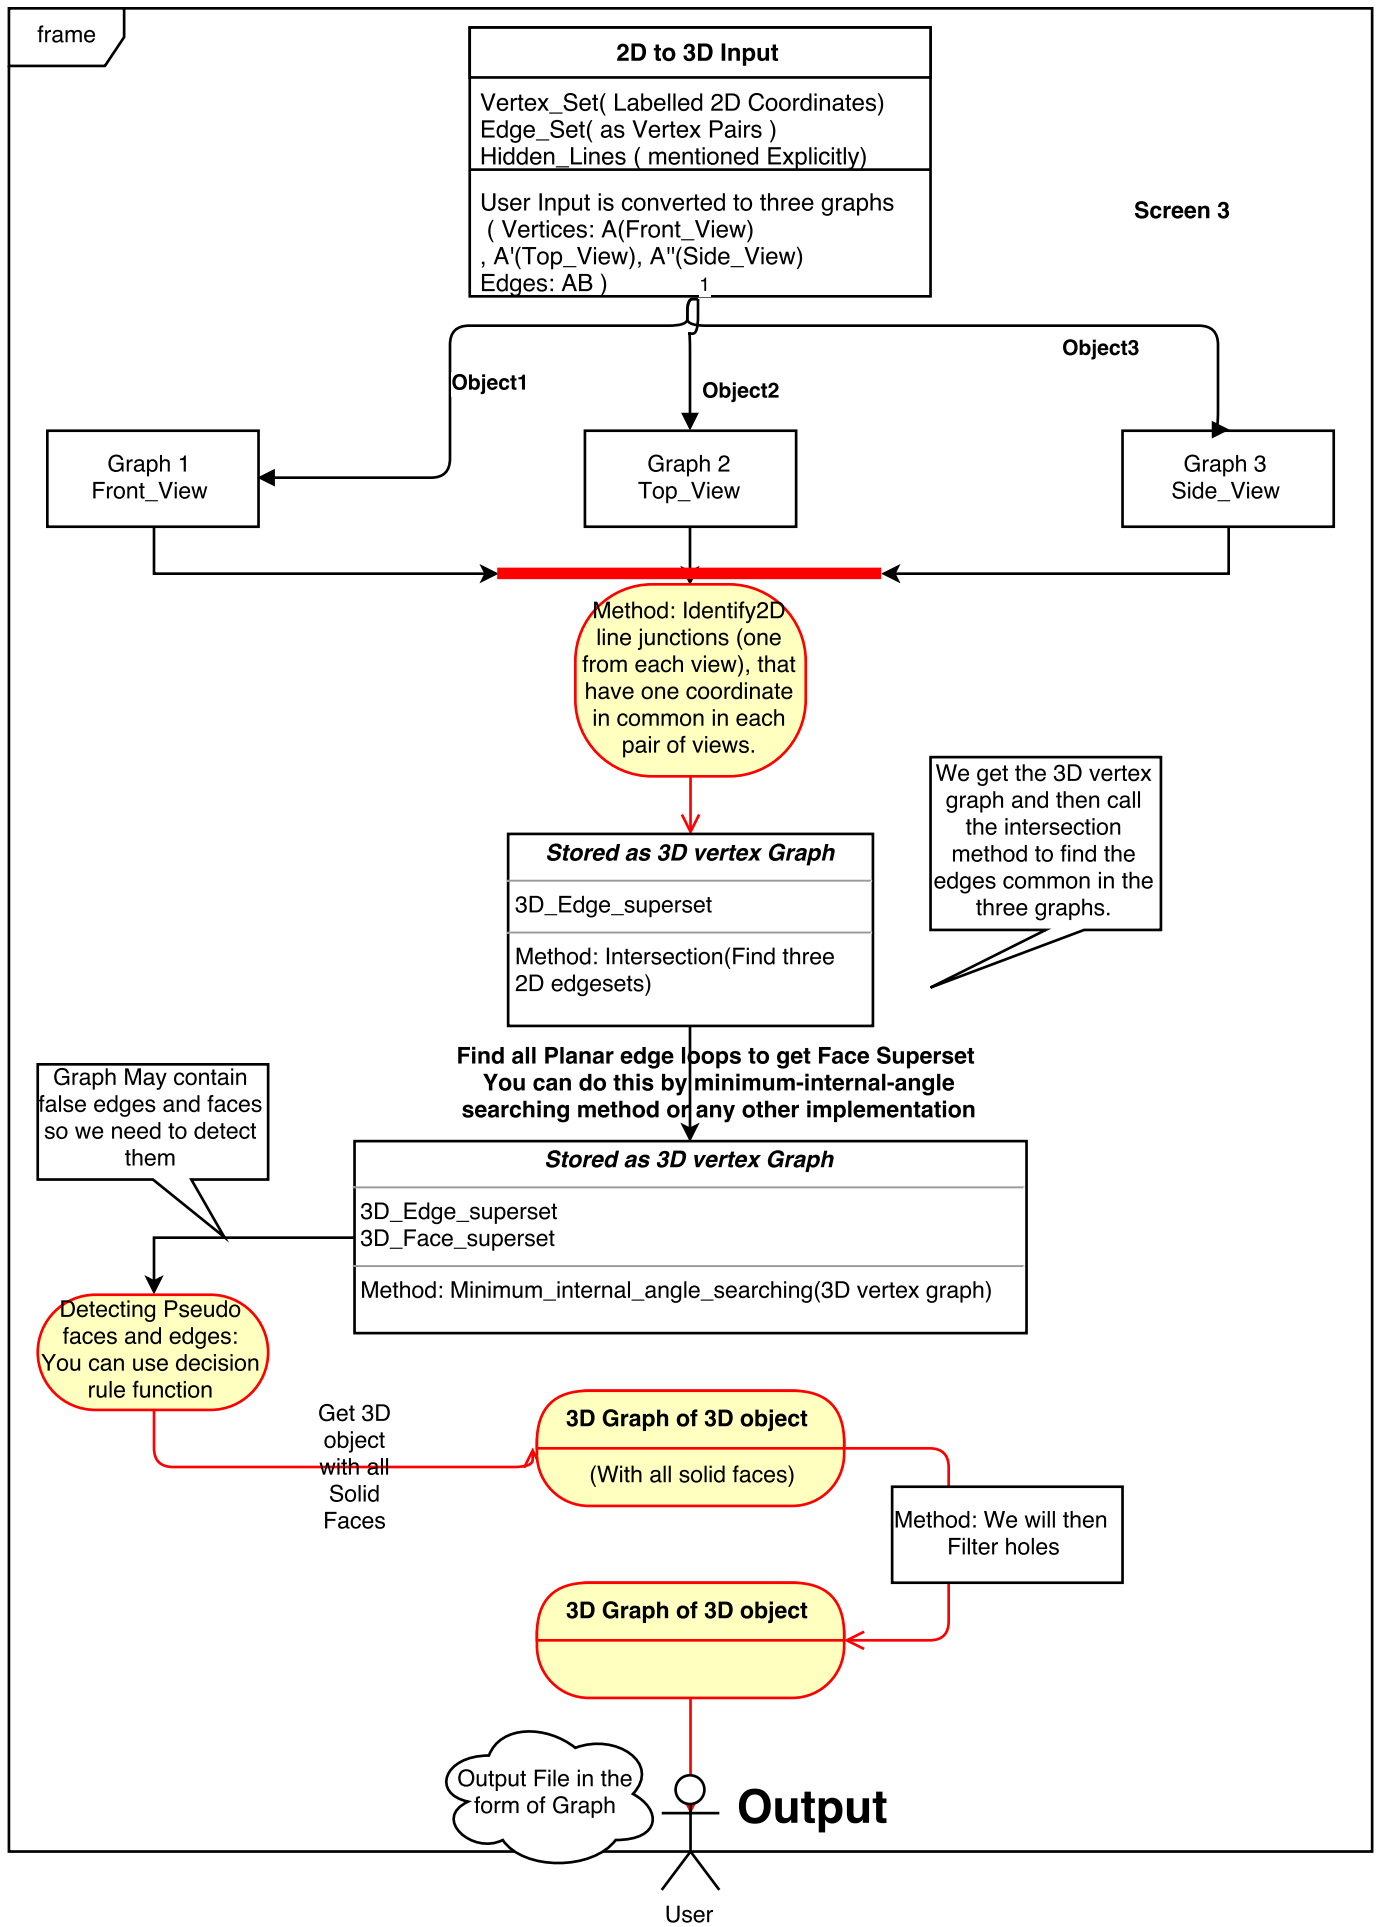 frame
2D to 3D Input
Vertex_Set( Labelled 2D Coordinates)
Edge_Set( as Vertex Pairs )
Hidden_Lines ( mentioned Explicitly)
User Input is converted to three graphs
( Vertices: A(Front_View)
, A'(Top_View), A"(Side_View)
Edges: AB )
1
Screen 3
Object1
Object2
Object3
Graph 1
Front_View
Graph 2
Top_View
Graph 3
Side_View
Method: Identify2D
line junctions (one
from each view), that
have one coordinate
in common in each
pair of views.
We get the 3D vertex
graph and then call
the intersection
method to find the
edges common in the
three graphs.
Stored as 3D vertex Graph
3D_Edge_superset
Method: Intersection(Find three
2D edgesets)
Find all Planar edge loops to get Face Superset
You can do this by minimum-internal-angle
searching method or any other implementation
Graph May contain
false edges and faces
so we need to detect
them
Stored as 3D vertex Graph
3D_Edge_superset
3D_Face_superset
Method: Minimum_internal_angle_searching(3D vertex graph)
Detecting Pseudo
faces and edges:
You can use decision
rule function
Get 3D
object
with all
Solid
Faces
3D Graph of 3D object
(With all solid faces)
Method: We will then
Filter holes
3D Graph of 3D object
Output File in the
form of Graph
Output
User